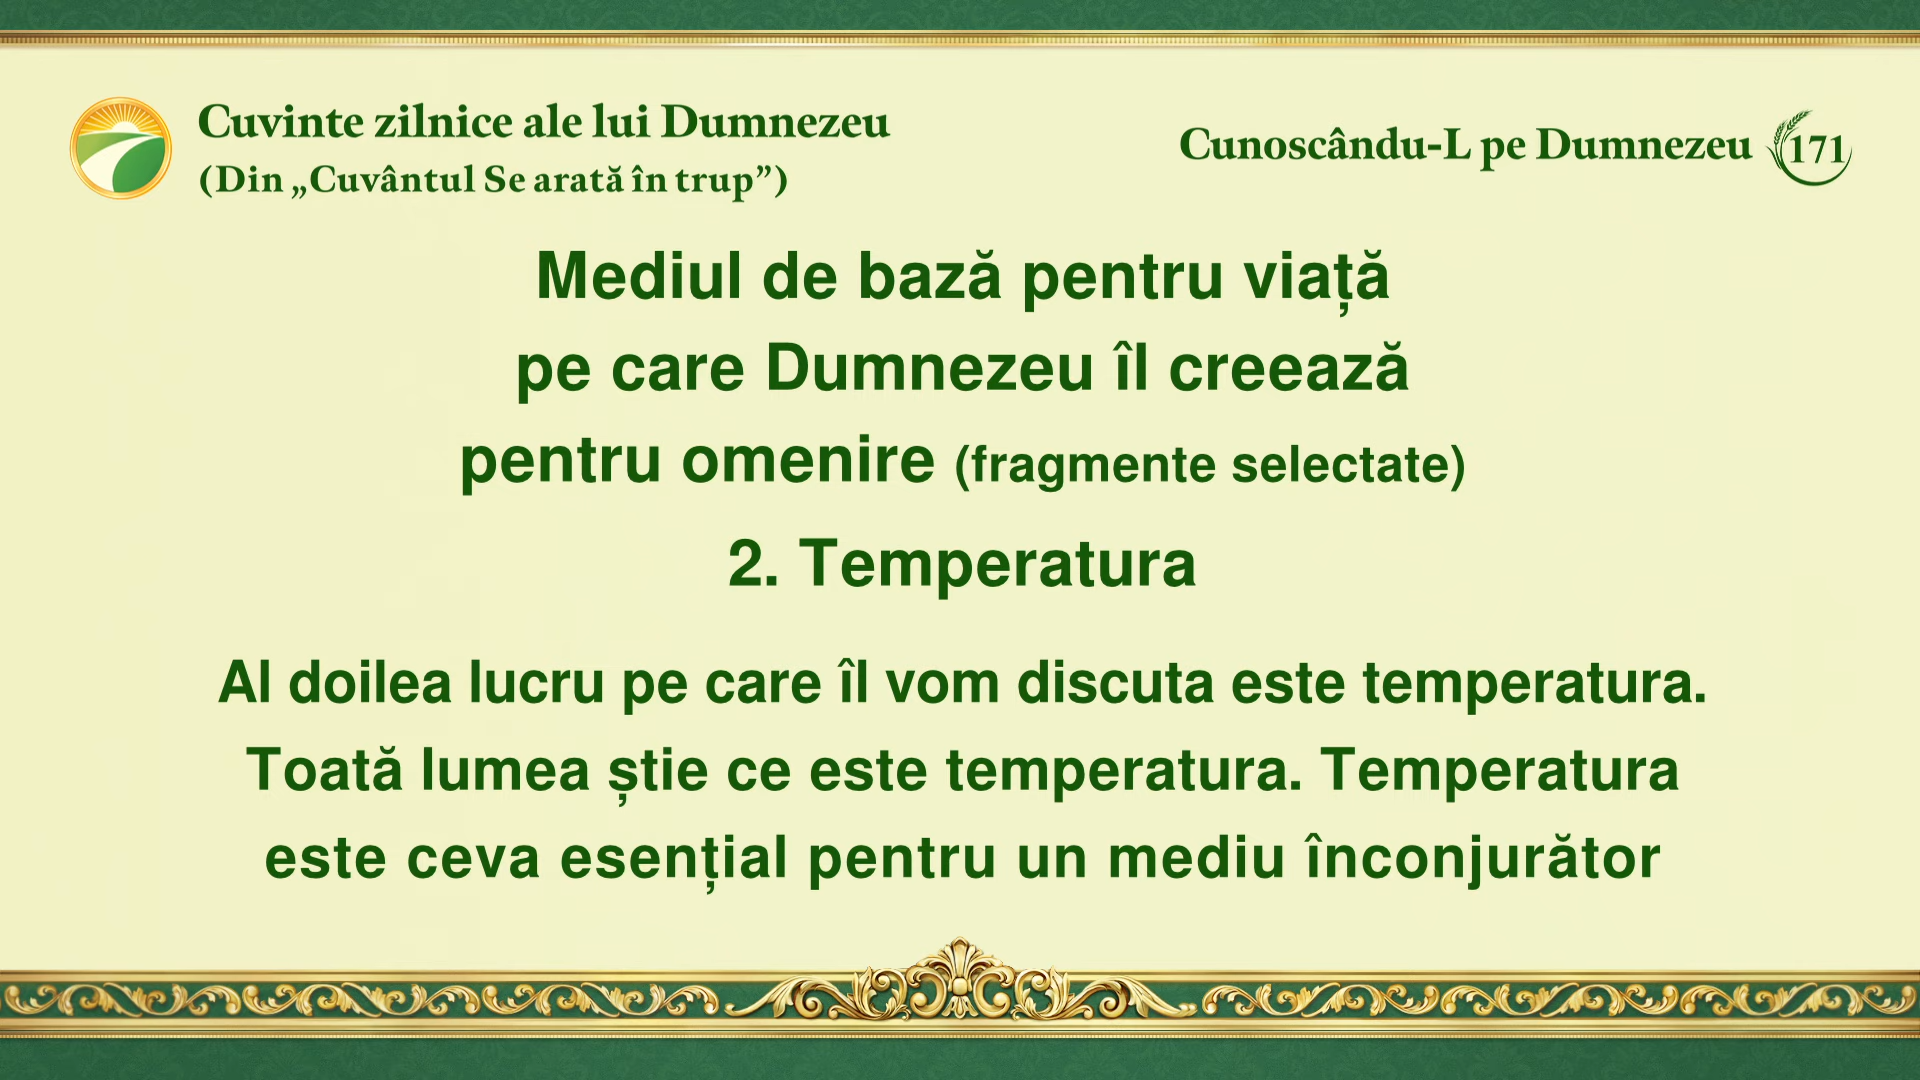 Cuvinte zilnice ale lui Dumnezeu
(Din „Cuvântul Se arată în trup”)
Cunoscându-L pe Dumnezeu 171
Mediul de bază pentru viață
pe care Dumnezeu îl creează
pentru omenire (fragmente selectate)
2. Temperatura
Al doilea lucru pe care îl vom discuta este temperatura.
Toată lumea știe ce este temperatura. Temperatura
este ceva esențial pentru un mediu înconjurător